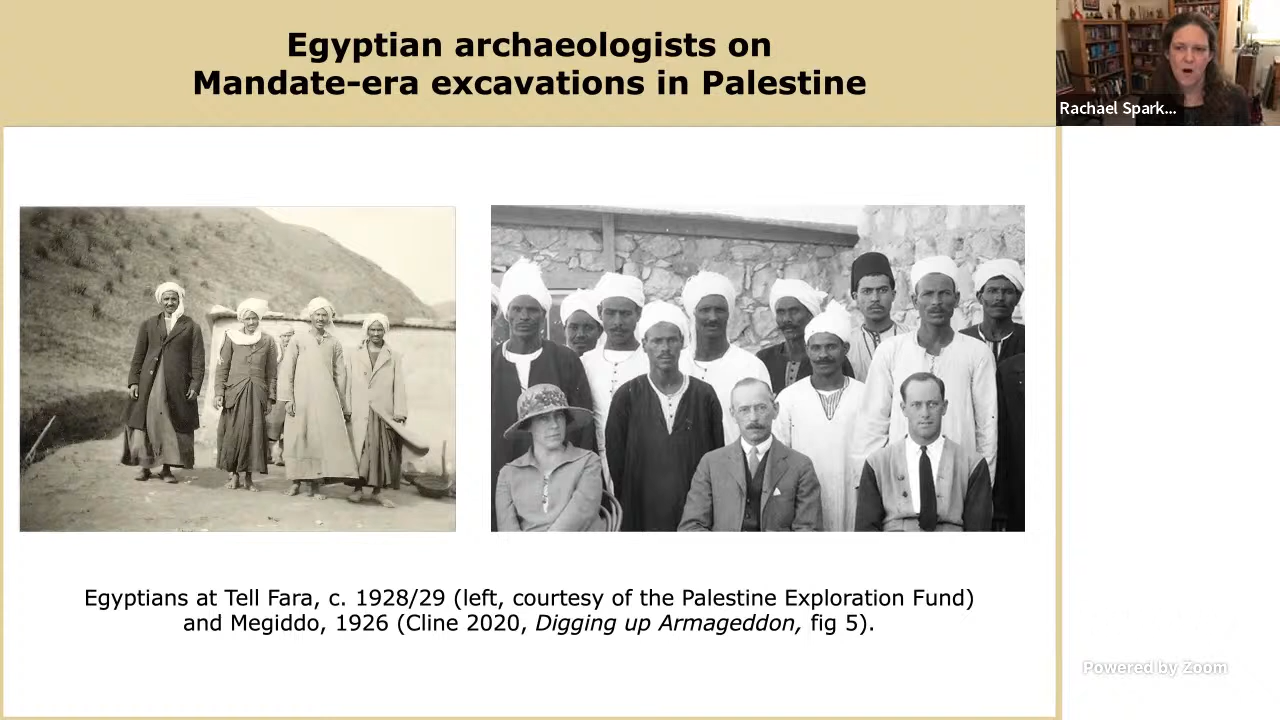 Egyptian archaeologists on
Mandate-era excavations in Palestine
Rachael Spark...
Egyptians at Tell Fara, c. 1928/29 (left, courtesy of the Palestine Exploration Fund)
and Megiddo, 1926 (Cline 2020, Digging up Armageddon, fig 5).
Powered by Zoom